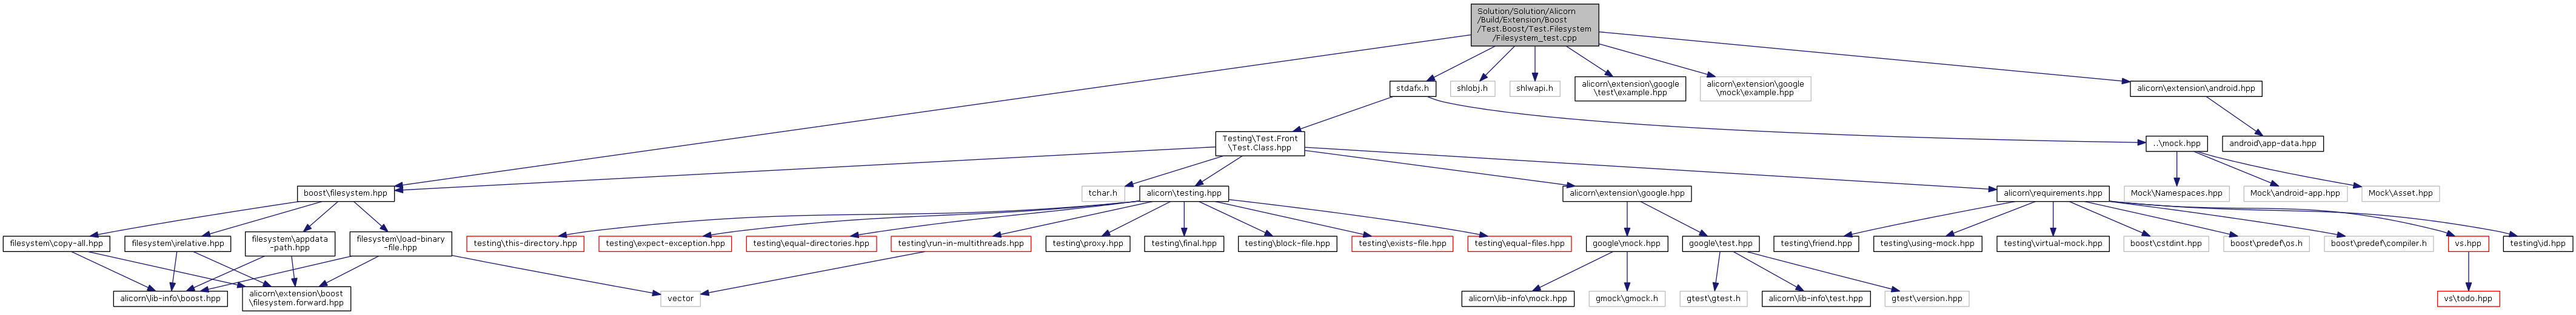 Solution/Solution/Alicorn
/Build/Extension/Boost
/Test.Boost/Test.Filesystem
/Filesystem_test.cpp
stdafx.h
shlobj.h
shlwapi.h
alicorn\extension\google
\test\example.hpp
alicorn\extension\google
\mock\example.hpp
alicorn\extension\android.hpp
Testing\Test.Front
\Test.Class.hpp
..\mock.hpp
android\app-data.hpp
boost\filesystem.hpp
tchar.h
alicorn\testing.hpp
alicorn\extension\google.hpp
alicorn\requirements.hpp
Mock\Namespaces.hpp
Mock\android-app.hpp
Mock\Asset.hpp
filesystem\copy-all.hpp
filesystem\relative.hpp
filesystem\appdata
-path.hpp
filesystem\load-binary
-file.hpp
testing\this-directory.hpp
testing\expect-exception.hpp
testing\equal-directories.hpp
testing\run-in-multithreads.hpp
testing\proxy.hpp
testing\final.hpp
testing\block-file.hpp
testing\exists-file.hpp
testing\equal-files.hpp
google\mock.hpp
google\test.hpp
testing\friend.hpp
testing\using-mock.hpp
testing\virtual-mock.hpp
boost\cstdint.hpp
boost\predef\os.h
boost\predef\compiler.h
vs.hpp
testing\id.hpp
alicorn\lib-info\boost.hpp
alicorn\extension\boost
\filesystem.forward.hpp
vector
alicorn\lib-info\mock.hpp
gmock\gmock.h
gtest\gtest.h
alicorn\lib-info\test.hpp
gtest\version.hpp
vs\todo.hpp